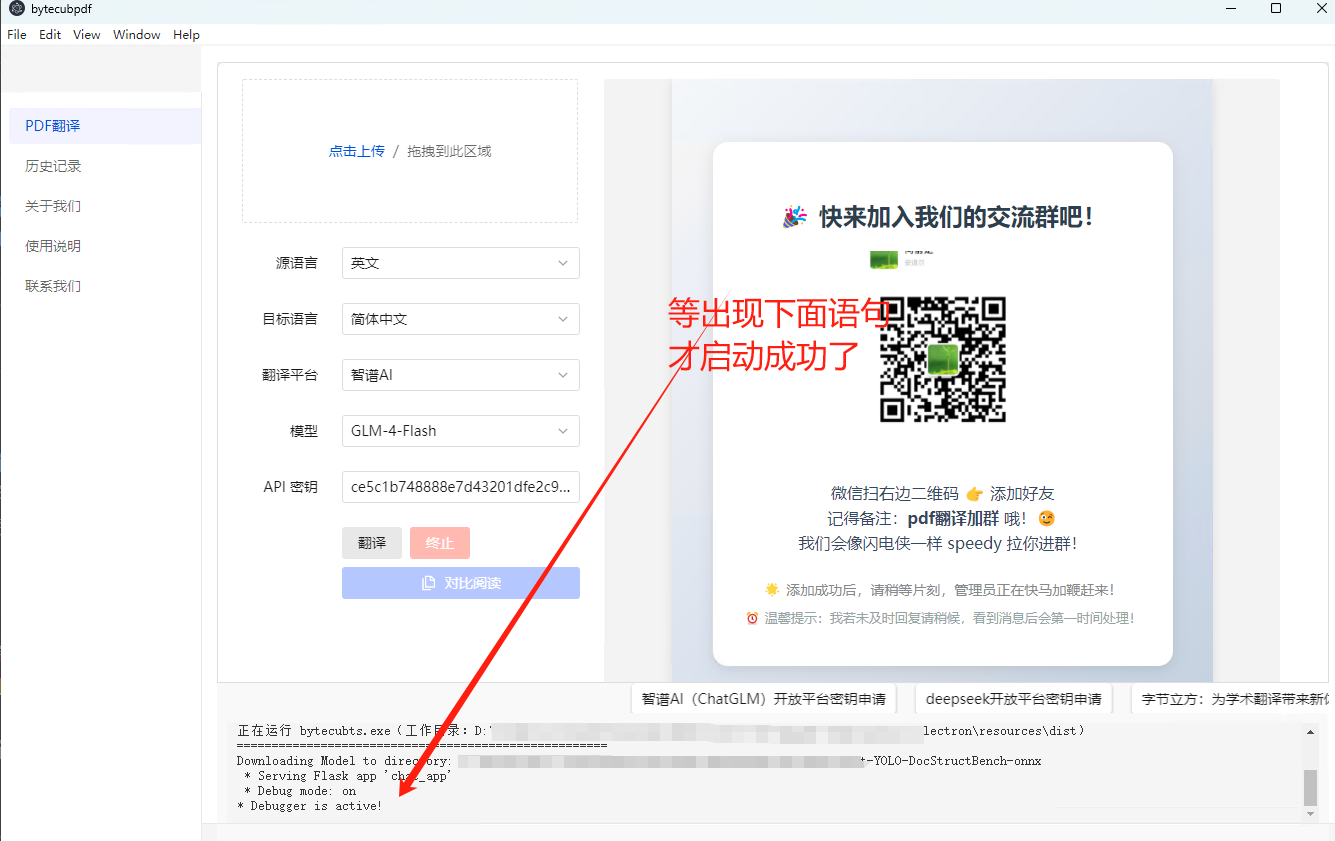 bytecubpdf
File Edit View Window Help
PDF翻译
历史记录
关于我们
使用说明
联系我们
点击上传 / 拖拽到此区域
源语言 英文
目标语言 简体中文
翻译平台 智谱AI
模型 GLM-4-Flash
API 密钥 ce5c1b748888e7d43201dfe2c9...
翻译 终止
对比阅读
🎉 快来加入我们的交流群吧！
等出现下面语句
才启动成功了
微信扫右边二维码 👉 添加好友
记得备注：pdf翻译加群 哦！ 😉
我们会像闪电侠一样 speedy 拉你进群！
🌟 添加成功后，请稍等片刻，管理员正在快马加鞭赶来！
⏰ 温馨提示：我若未及时回复请稍候，看到消息后会第一时间处理！
智谱AI（ChatGLM）开放平台密钥申请 deepseek开放平台密钥申请 字节立方：为学术翻译带来新
正在运行 bytecubts.exe（工作目录：D: lectron\resources\dist）
==================================================
Downloading Model to directory: -YOLO-DocStructBench-onnx
* Serving Flask app 'chat_app'
* Debug mode: on
* Debugger is active!